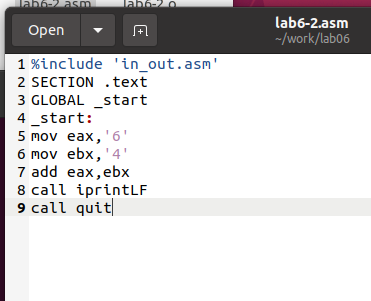 lab6-2.asm lab6-2.o
Open
lab6-2.asm
~/work/lab06
1 %include 'in_out.asm'
2 SECTION .text
3 GLOBAL _start
4 _start:
5 mov eax,'6'
6 mov ebx,'4'
7 add eax,ebx
8 call iprintLF
9 call quit